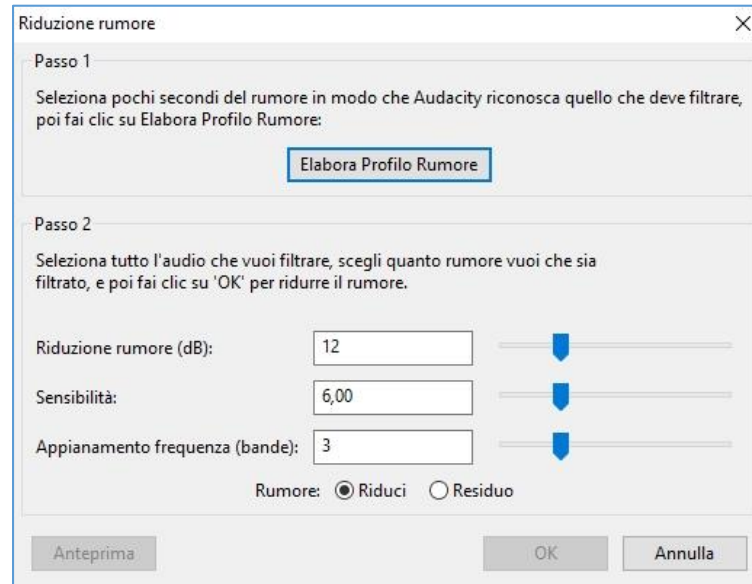 Riduzione rumore
Passo 1
Seleziona pochi secondi del rumore in modo che Audacity riconosca quello che deve filtrare,
poi fai clic su Elabora Profilo Rumore:
Elabora Profilo Rumore
Passo 2
Seleziona tutto l'audio che vuoi filtrare, scegli quanto rumore vuoi che sia
filtrato, e poi fai clic su 'OK' per ridurre il rumore.
Riduzione rumore (dB): 12
Sensibilità: 6,00
Appianamento frequenza (bande): 3
Rumore: Riduci Residuo
Anteprima OK Annulla